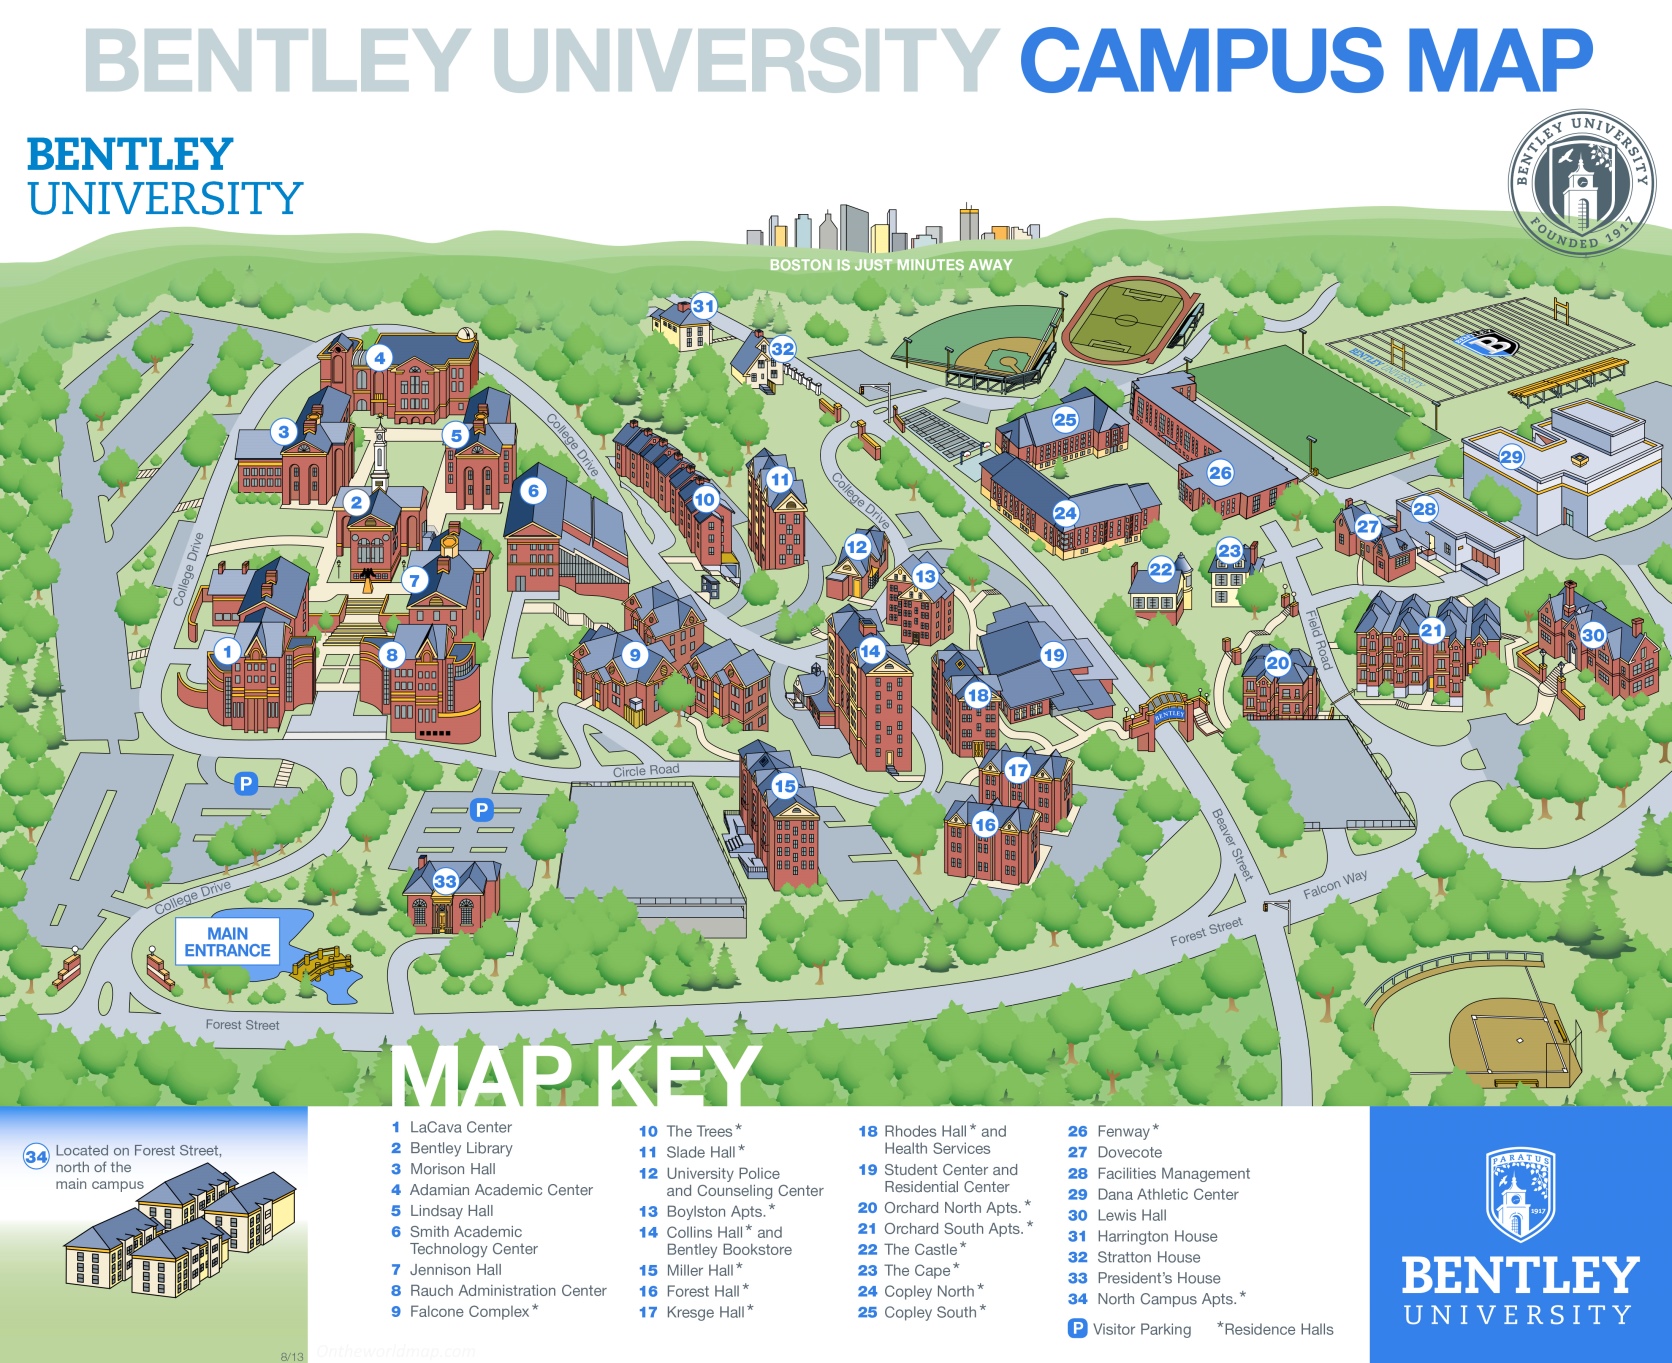 BENTLEY UNIVERSITY CAMPUS MAP
BENTLEY
UNIVERSITY
BENTLEY UNIVERSITY
FOUNDED 1917
BOSTON IS JUST MINUTES AWAY
31
32
4
3
5
2
6
7
1
8
9
10
11
12
13
14
15
16
17
18
19
20
21
22
23
24
25
26
27
28
29
30
33
College Drive
College Drive
College Drive
College Drive
Circle Road
Field Road
Beaver Street
Falcon Way
Forest Street
Forest Street
BENTLEY UNIVERSITY
B
BENTLEY
P
P
MAIN
ENTRANCE
MAP KEY
34 Located on Forest Street,
north of the
main campus
8/13
1 LaCava Center
2 Bentley Library
3 Morison Hall
4 Adamian Academic Center
5 Lindsay Hall
6 Smith Academic
Technology Center
7 Jennison Hall
8 Rauch Administration Center
9 Falcone Complex*
10 The Trees*
11 Slade Hall*
12 University Police
and Counseling Center
13 Boylston Apts.*
14 Collins Hall* and
Bentley Bookstore
15 Miller Hall*
16 Forest Hall*
17 Kresge Hall*
18 Rhodes Hall* and
Health Services
19 Student Center and
Residential Center
20 Orchard North Apts.*
21 Orchard South Apts.*
22 The Castle*
23 The Cape*
24 Copley North*
25 Copley South*
26 Fenway*
27 Dovecote
28 Facilities Management
29 Dana Athletic Center
30 Lewis Hall
31 Harrington House
32 Stratton House
33 President's House
34 North Campus Apts.*
P Visitor Parking *Residence Halls
Ontheworldmap.com
PARATUS
1917
BENTLEY
UNIVERSITY